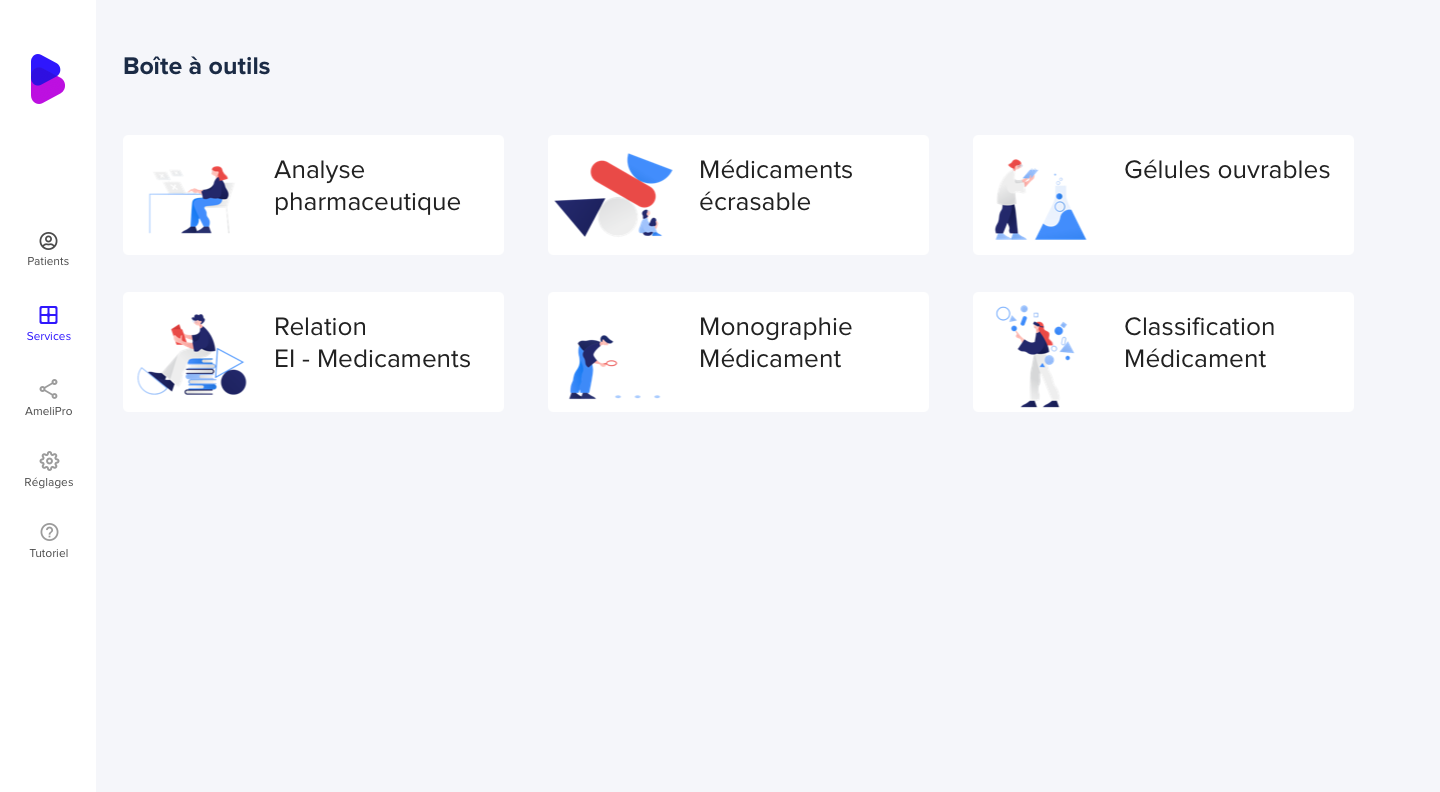 Boîte à outils
Analyse
pharmaceutique
Médicaments
écrasable
Gélules ouvrables
Relation
EI - Medicaments
Monographie
Médicament
Classification
Médicament
Patients
Services
AmeliPro
Réglages
Tutoriel